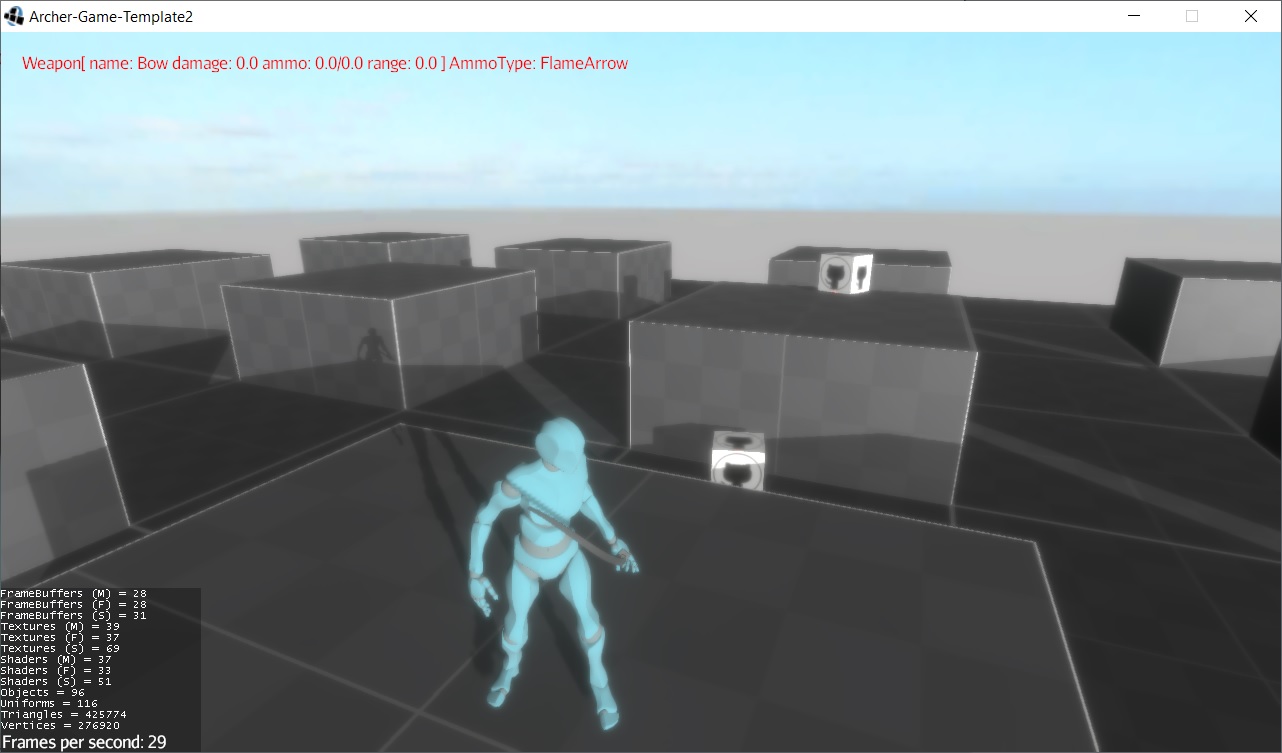 Archer-Game-Template2
Weapon[ name: Bow damage: 0.0 ammo: 0.0/0.0 range: 0.0 ] AmmoType: FlameArrow
FrameBuffers (M) = 28
FrameBuffers (F) = 28
FrameBuffers (S) = 31
Textures (M) = 39
Textures (F) = 37
Textures (S) = 69
Shaders (M) = 37
Shaders (F) = 33
Shaders (S) = 51
Objects = 96
Uniforms = 116
Triangles = 425774
Vertices = 276920
Frames per second: 29